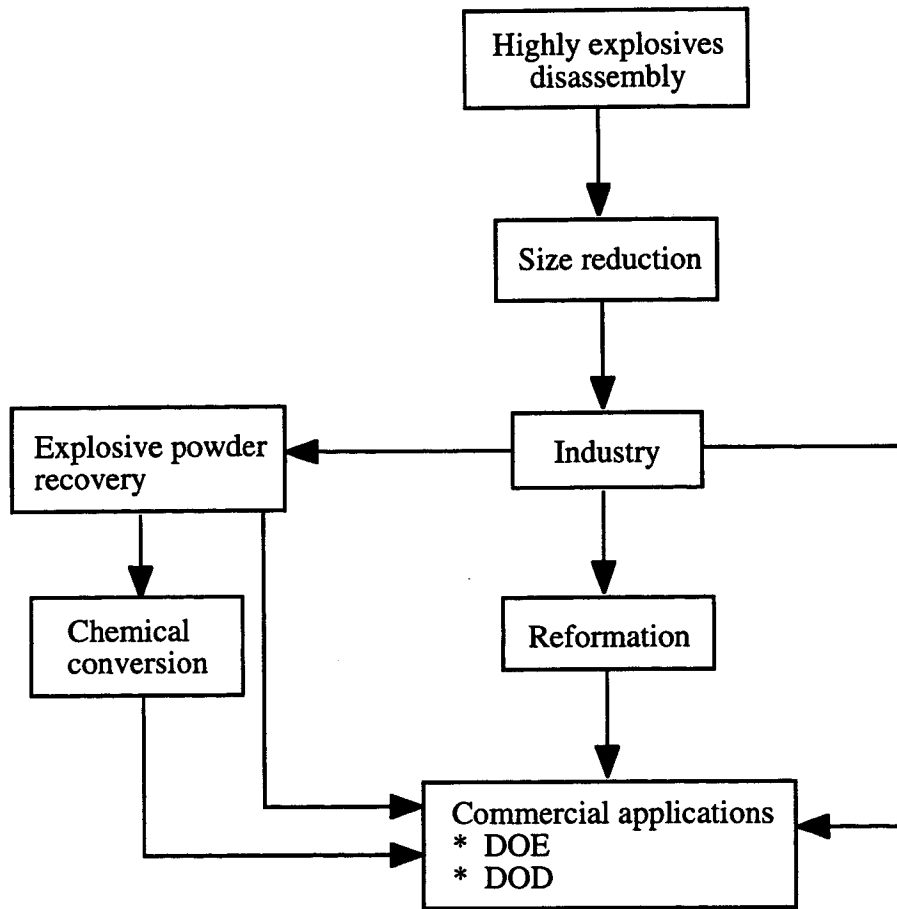 Highly explosives
disassembly
Size reduction
Explosive powder
recovery
Industry
Chemical
conversion
Reformation
Commercial applications
* DOE
* DOD